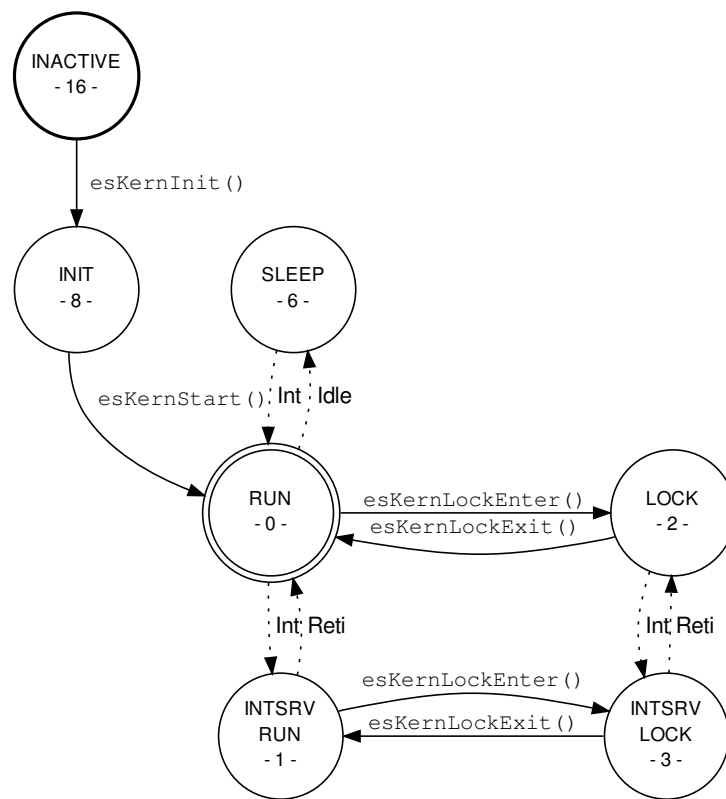 INACTIVE
- 16 -
esKernInit()
INIT
- 8 -
SLEEP
- 6 -
esKernStart()
Int
Idle
RUN
- 0 -
esKernLockEnter()
esKernLockExit()
LOCK
- 2 -
Int
Reti
Int
Reti
INTSRV
RUN
- 1 -
esKernLockEnter()
esKernLockExit()
INTSRV
LOCK
- 3 -